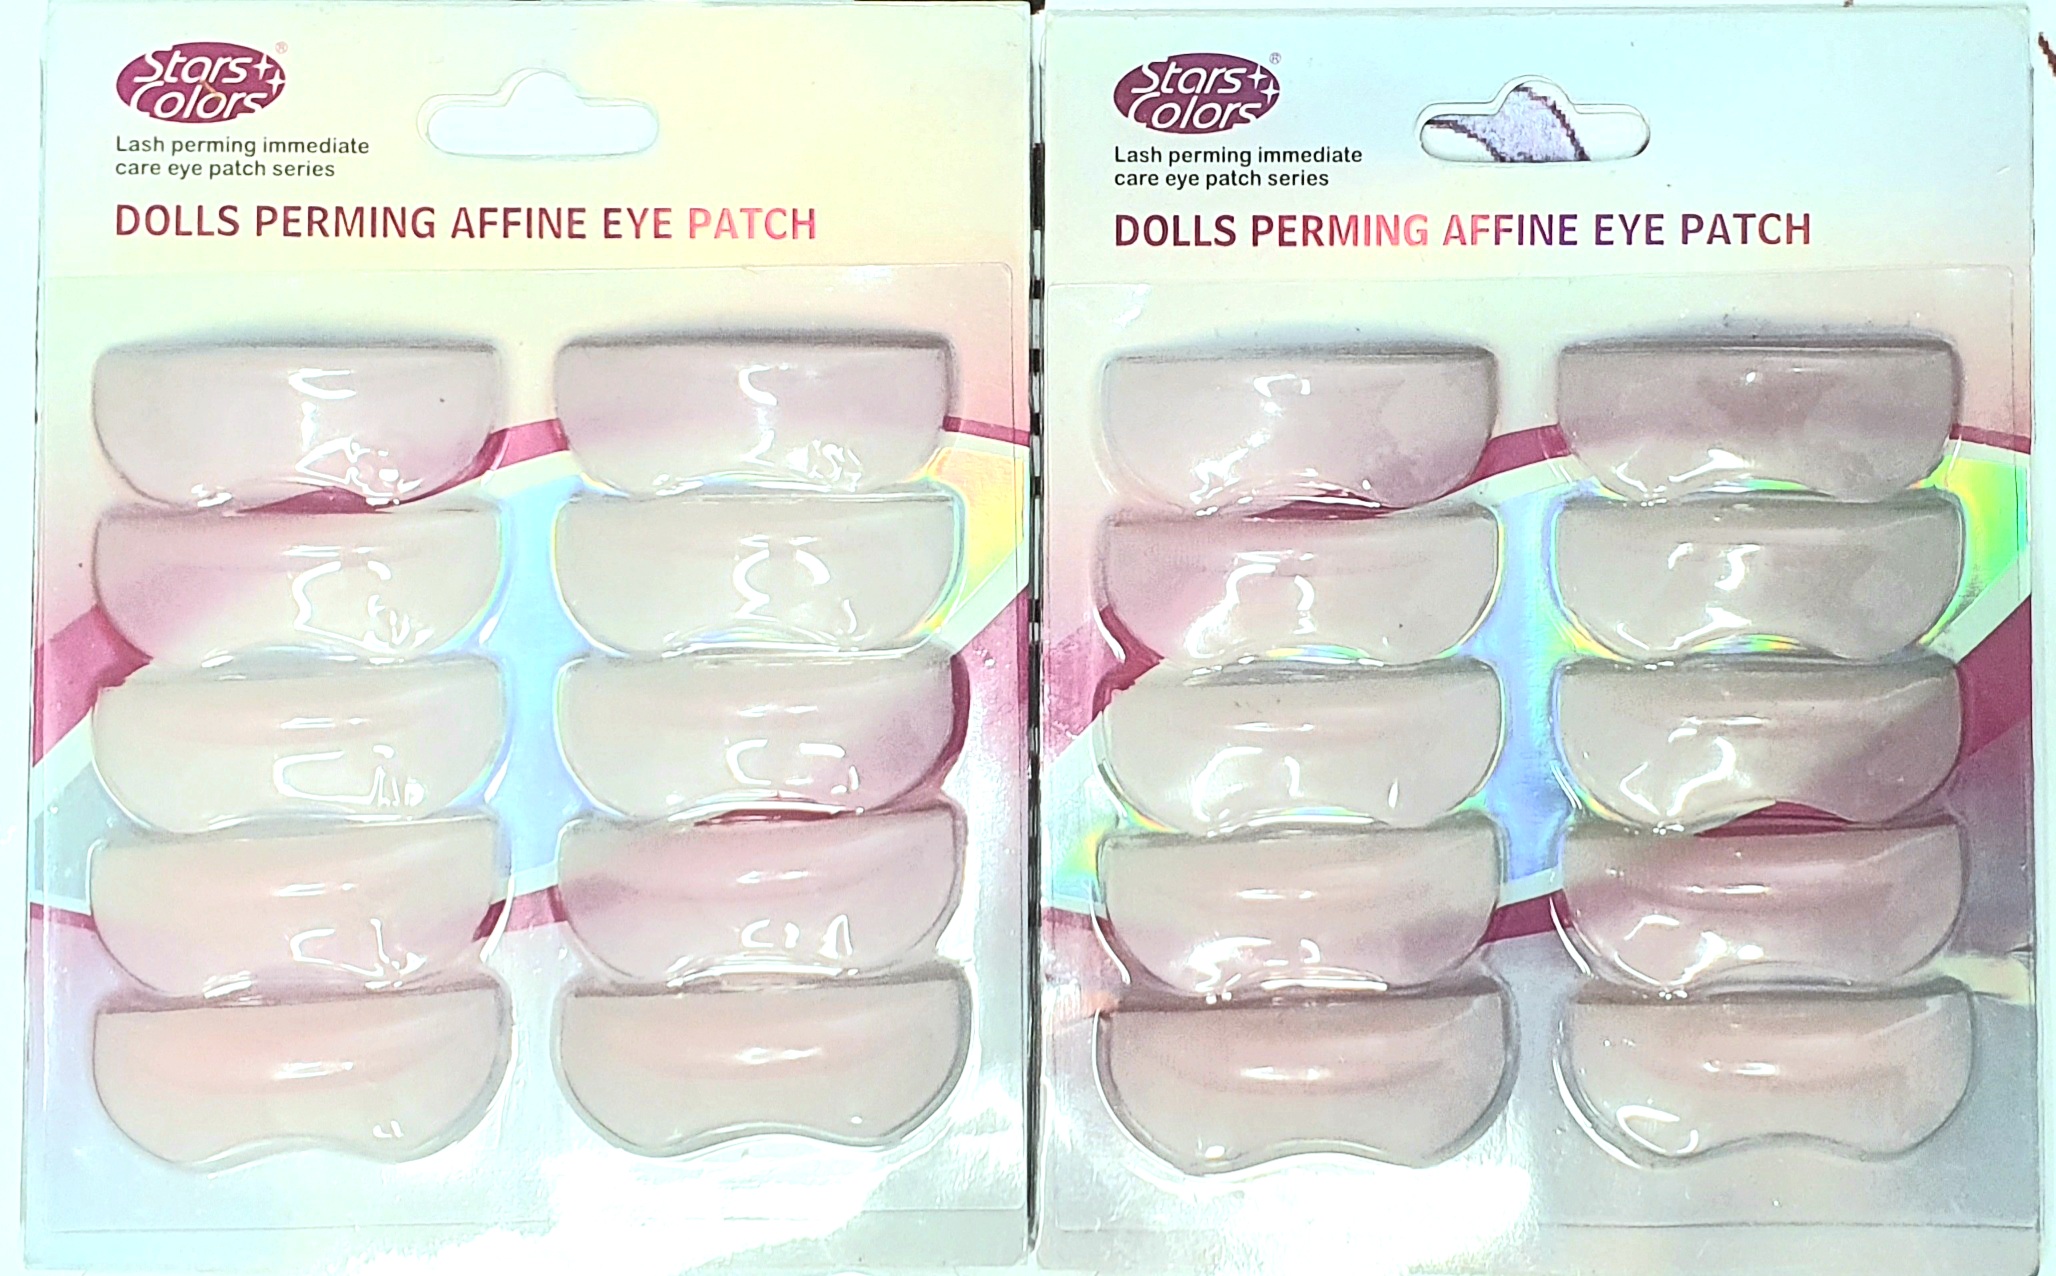 Stars
Colors
®
Lash perming immediate
care eye patch series
DOLLS PERMING AFFINE EYE PATCH
Stars
Colors
®
Lash perming immediate
care eye patch series
DOLLS PERMING AFFINE EYE PATCH